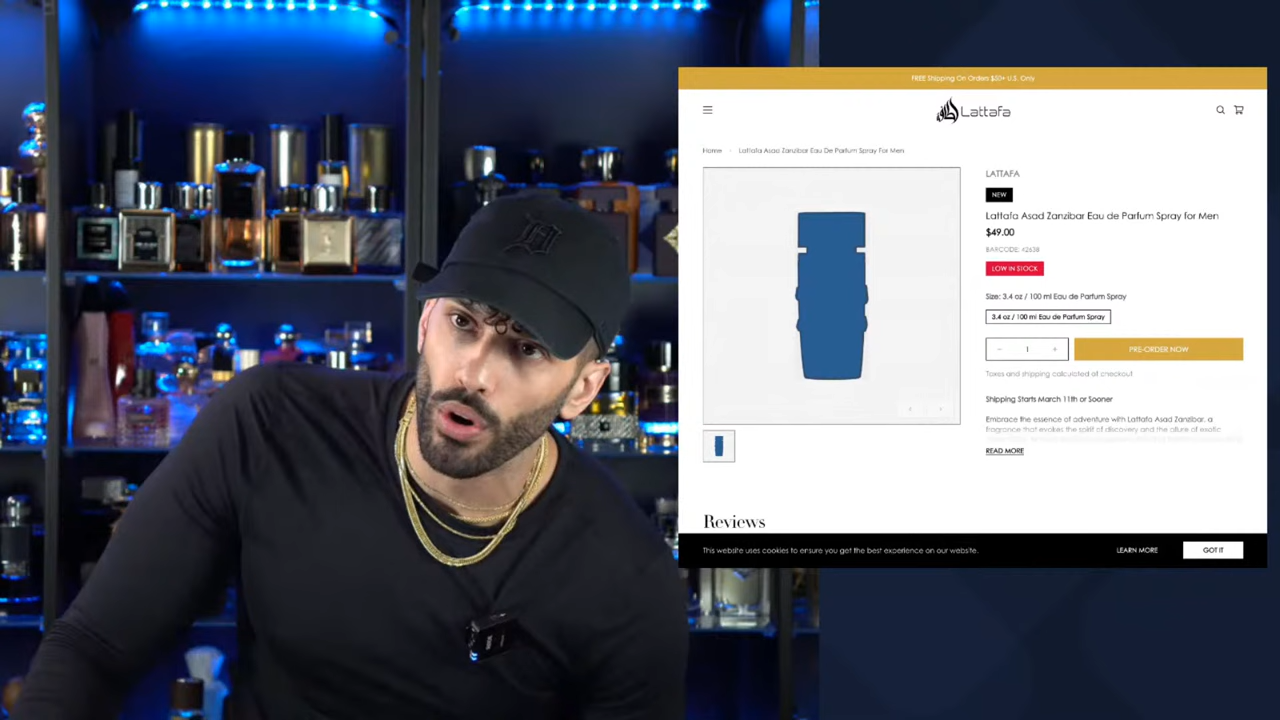 FREE Shipping On Orders $50+ U.S. Only
Lattafa
Home
Lattafa Asad Zanzibar Eau De Parfum Spray For Men
LATTAFA
NEW
Lattafa Asad Zanzibar Eau de Parfum Spray for Men
$49.00
BARCODE: 42638
LOW IN STOCK
Size: 3.4 oz / 100 ml Eau de Parfum Spray
3.4 oz / 100 ml Eau de Parfum Spray
1
PRE-ORDER NOW
Taxes and shipping calculated at checkout
Shipping Starts March 11th or Sooner
Embrace the essence of adventure with Lattafa Asad Zanzibar, a
fragrance that evokes the spirit of discovery and the allure of exotic
READ MORE
Reviews
This website uses cookies to ensure you get the best experience on our website.
LEARN MORE
GOT IT